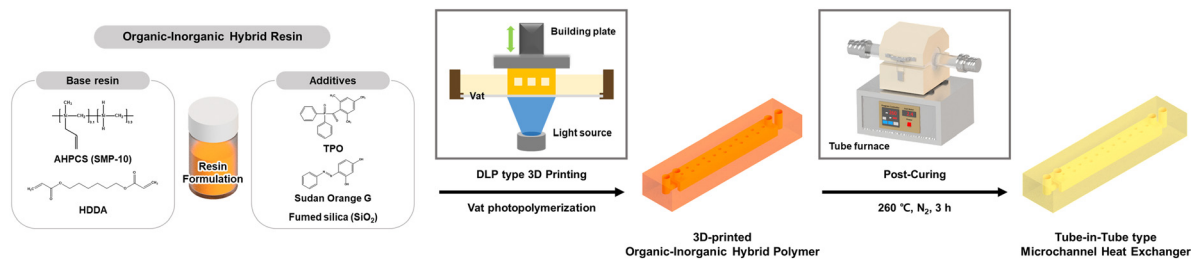 Organic-Inorganic Hybrid Resin
Base resin
AHPCS (SMP-10)
HDDA
Resin
Formulation
Additives
TPO
Sudan Orange G
Fumed silica (SiO₂)
Building plate
Vat
Light source
DLP type 3D Printing
Vat photopolymerization
3D-printed
Organic-Inorganic Hybrid Polymer
Tube furnace
Post-Curing
260 ℃, N₂, 3 h
Tube-in-Tube type
Microchannel Heat Exchanger